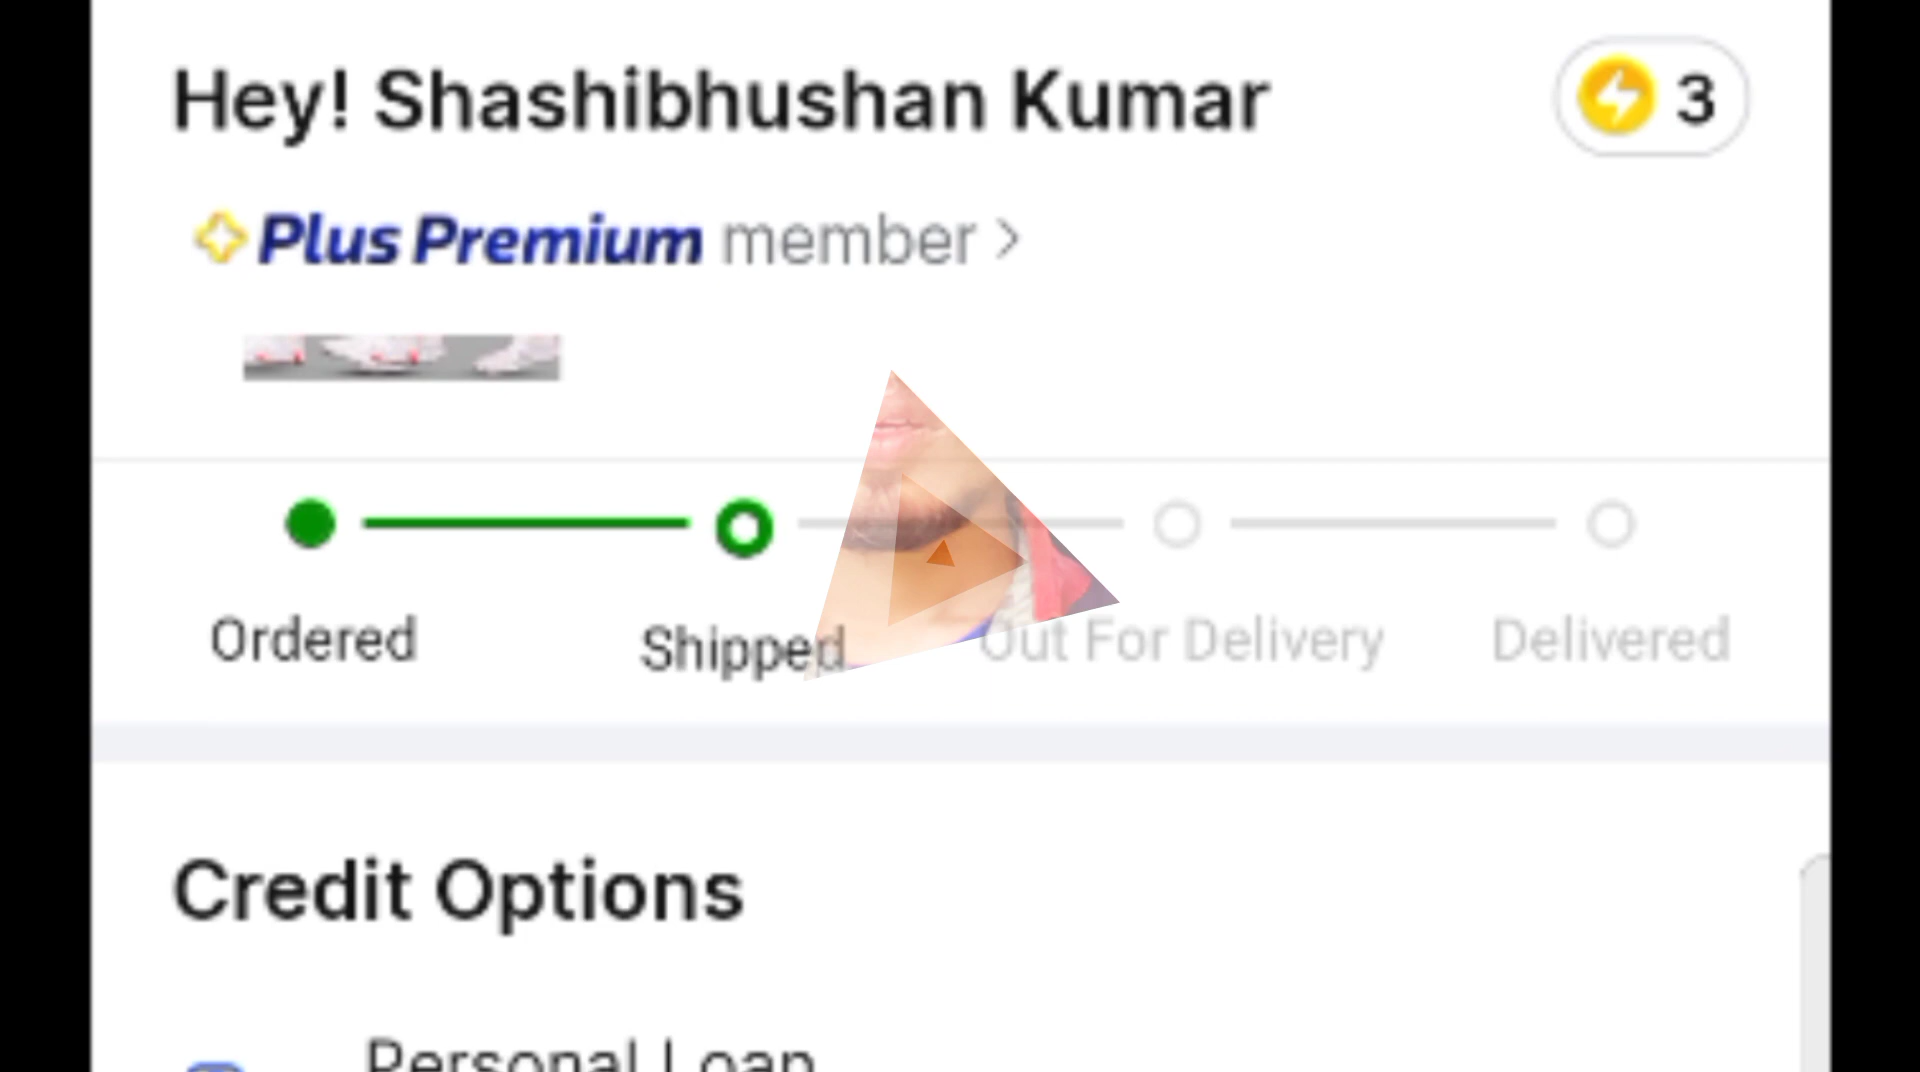 Hey! Shashibhushan Kumar
3
Plus Premium member >
Ordered
Shipped
Out For Delivery
Delivered
Credit Options
Personal Loan